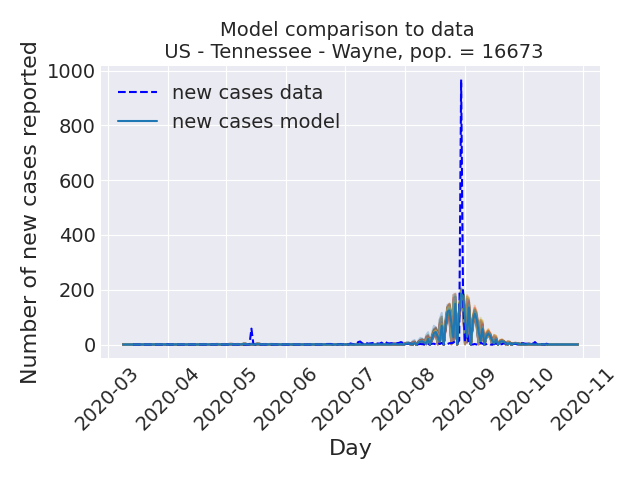 Model comparison to data
US - Tennessee - Wayne, pop. = 16673
Number of new cases reported
1000
800
600
400
200
0
new cases data
new cases model
2020-03
2020-04
2020-05
2020-06
2020-07
2020-08
2020-09
2020-10
2020-11
Day